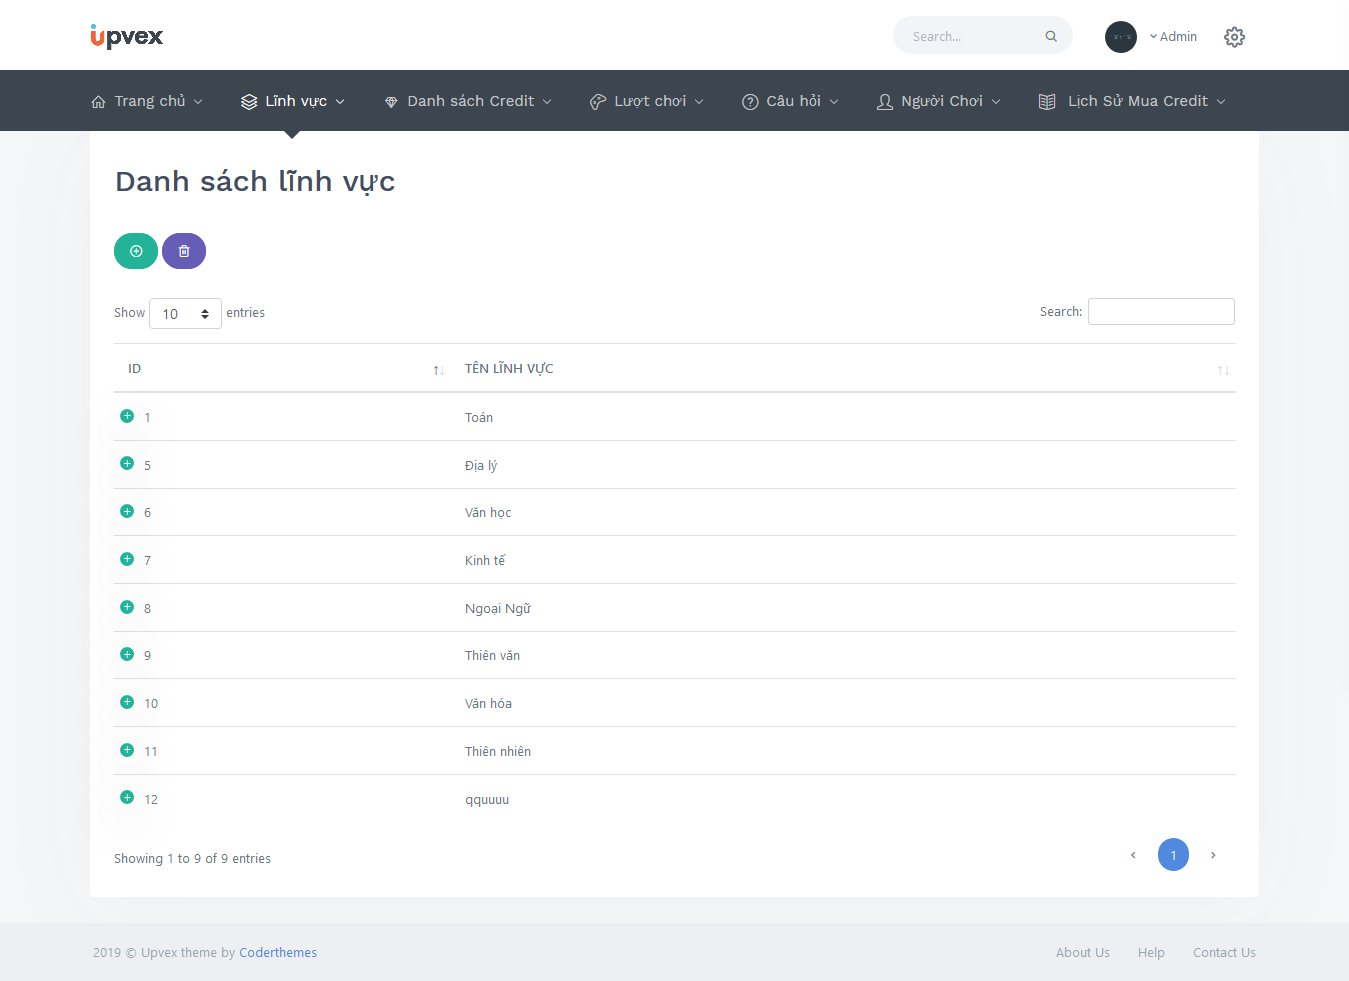 upvex
Search...
Admin
Trang chủ
Lĩnh vực
Danh sách Credit
Lượt chơi
Câu hỏi
Người Chơi
Lịch Sử Mua Credit
Danh sách lĩnh vực
Show 10 entries
Search:
ID TÊN LĨNH VỰC
1 Toán
5 Địa lý
6 Văn học
7 Kinh tế
8 Ngoại Ngữ
9 Thiên văn
10 Văn hóa
11 Thiên nhiên
12 qquuuu
Showing 1 to 9 of 9 entries
1
2019 © Upvex theme by Coderthemes
About Us
Help
Contact Us